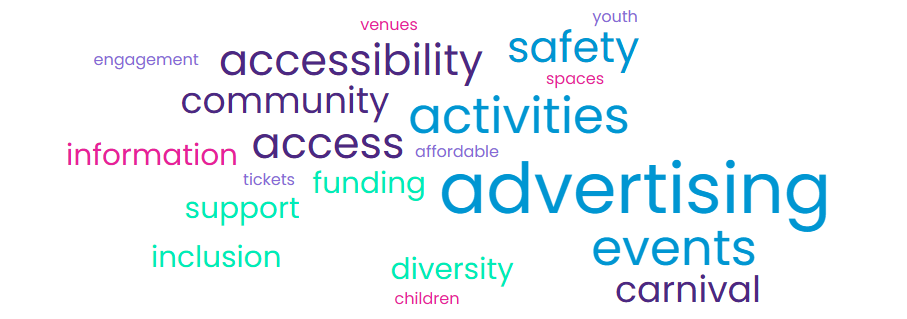 youth
venues
safety
engagement
accessibility
spaces
community
activities
access
affordable
information
tickets
funding
advertising
support
events
inclusion
diversity
carnival
children